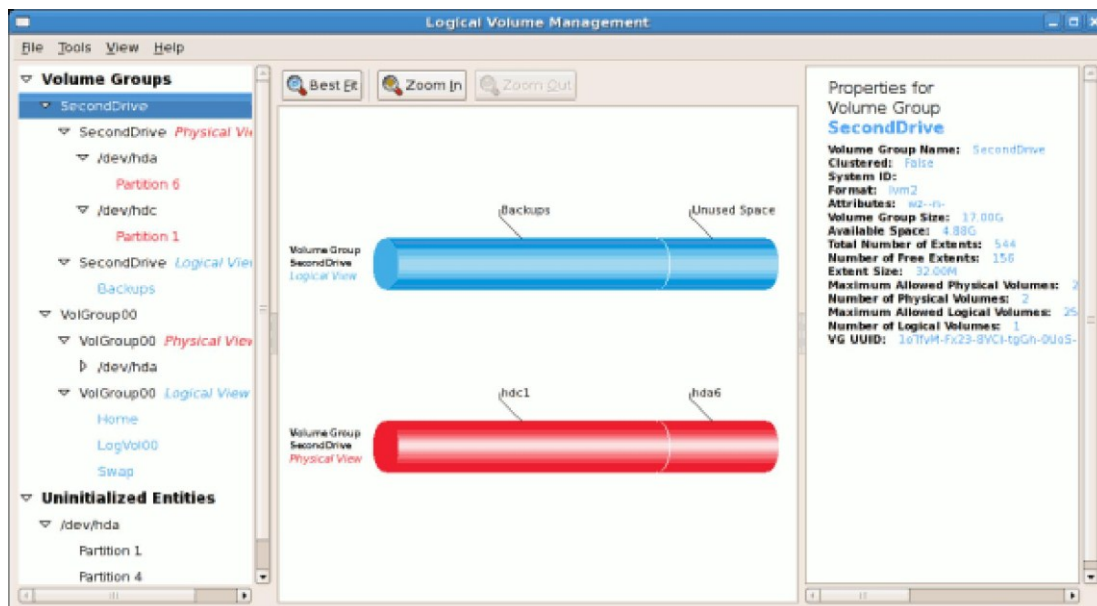 Logical Volume Management
File Tools View Help
Volume Groups
SecondDrive
SecondDrive Physical Vi
/dev/hda
Partition 6
/dev/hdc
Partition 1
SecondDrive Logical Vie
Backups
VolGroup00
VolGroup00 Physical View
/dev/hda
VolGroup00 Logical View
Home
LogVol00
Swap
Uninitialized Entities
/dev/hda
Partition 1
Partition 4
Best Fit Zoom In Zoom Out
Backups Unused Space
Volume Group
SecondDrive
Logical View
hdc1 hda6
Volume Group
SecondDrive
Physical View
Properties for
Volume Group
SecondDrive
Volume Group Name: SecondDrive
Clustered: False
System ID:
Format: lvm2
Attributes: wz--n-
Volume Group Size: 17.00G
Available Space: 4.88G
Total Number of Extents: 544
Number of Free Extents: 156
Extent Size: 32.00M
Maximum Allowed Physical Volumes: 2
Number of Physical Volumes: 2
Maximum Allowed Logical Volumes: 25
Number of Logical Volumes: 1
VG UUID: